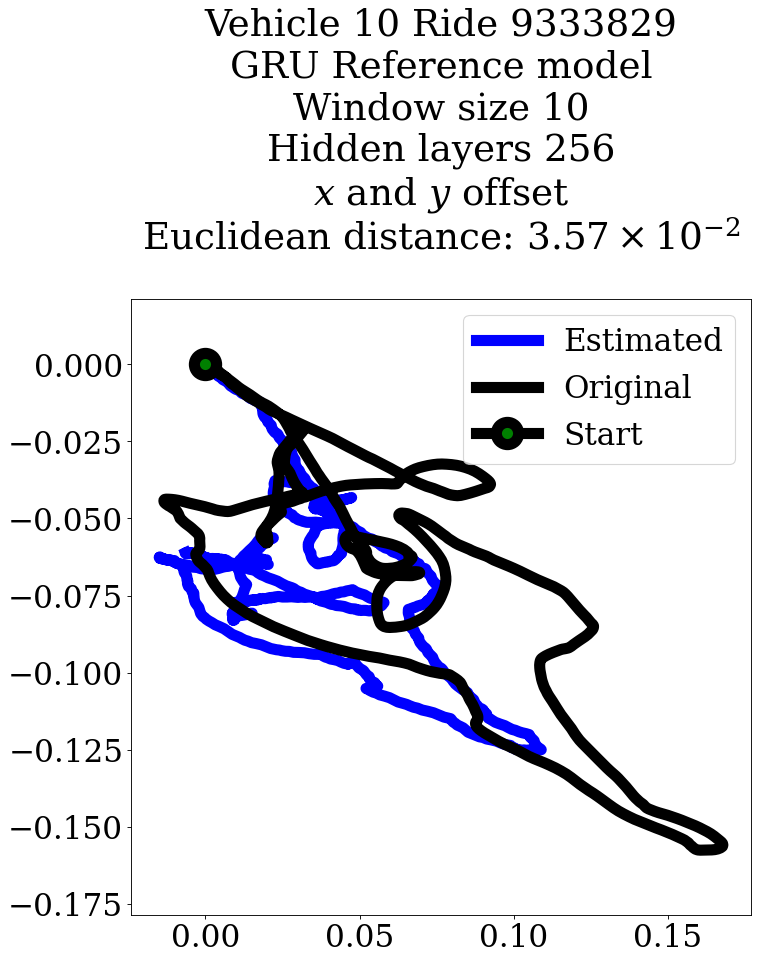 Vehicle 10 Ride 9333829
GRU Reference model
Window size 10
Hidden layers 256
x and y offset
Euclidean distance: 3.57 × 10⁻²
Estimated
Original
Start
0.000
−0.025
−0.050
−0.075
−0.100
−0.125
−0.150
−0.175
0.00 0.05 0.10 0.15